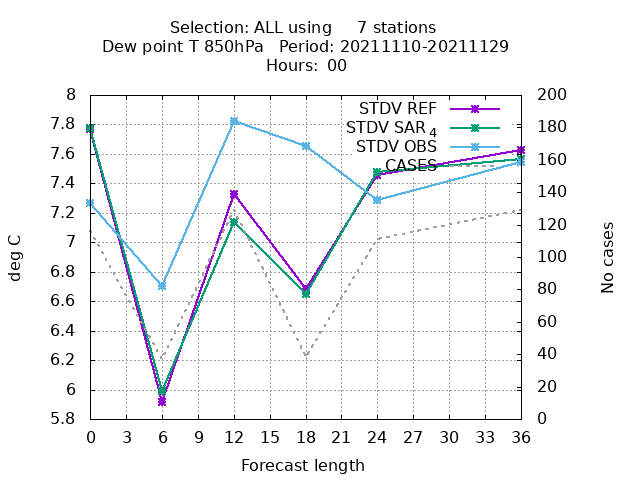 Selection: ALL using 7 stations
Dew point T 850hPa Period: 20211110-20211129
Hours: 00
STDV REF
STDV SAR 4
STDV OBS
CASES
deg C
8
7.8
7.6
7.4
7.2
7
6.8
6.6
6.4
6.2
6
5.8
200
180
160
140
120
100
80
60
40
20
0
No cases
0 3 6 9 12 15 18 21 24 27 30 33 36
Forecast length